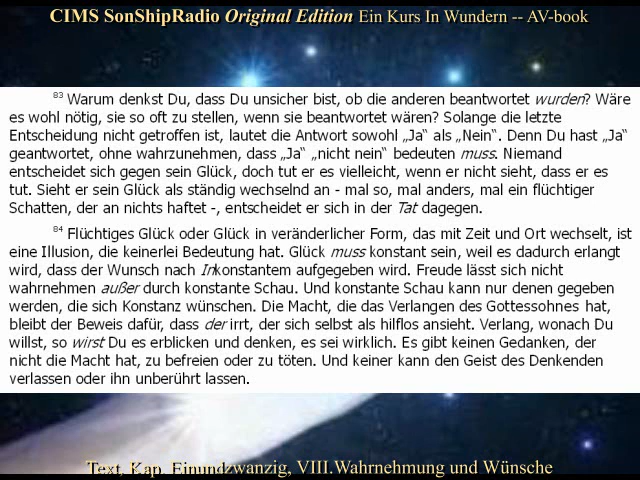 CIMS SonShipRadio Original Edition Ein Kurs In Wundern -- AV-book
83 Warum denkst Du, dass Du unsicher bist, ob die anderen beantwortet wurden? Wäre
es wohl nötig, sie so oft zu stellen, wenn sie beantwortet wären? Solange die letzte
Entscheidung nicht getroffen ist, lautet die Antwort sowohl „Ja“ als „Nein“. Denn Du hast „Ja“
geantwortet, ohne wahrzunehmen, dass „Ja“ „nicht nein“ bedeuten muss. Niemand
entscheidet sich gegen sein Glück, doch tut er es vielleicht, wenn er nicht sieht, dass er es
tut. Sieht er sein Glück als ständig wechselnd an - mal so, mal anders, mal ein flüchtiger
Schatten, der an nichts haftet -, entscheidet er sich in der Tat dagegen.
84 Flüchtiges Glück oder Glück in veränderlicher Form, das mit Zeit und Ort wechselt, ist
eine Illusion, die keinerlei Bedeutung hat. Glück muss konstant sein, weil es dadurch erlangt
wird, dass der Wunsch nach Inkonstantem aufgegeben wird. Freude lässt sich nicht
wahrnehmen außer durch konstante Schau. Und konstante Schau kann nur denen gegeben
werden, die sich Konstanz wünschen. Die Macht, die das Verlangen des Gottessohnes hat,
bleibt der Beweis dafür, dass der irrt, der sich selbst als hilflos ansieht. Verlang, wonach Du
willst, so wirst Du es erblicken und denken, es sei wirklich. Es gibt keinen Gedanken, der
nicht die Macht hat, zu befreien oder zu töten. Und keiner kann den Geist des Denkenden
verlassen oder ihn unberührt lassen.
Text, Kap. Einundzwanzig, VIII.Wahrnehmung und Wünsche